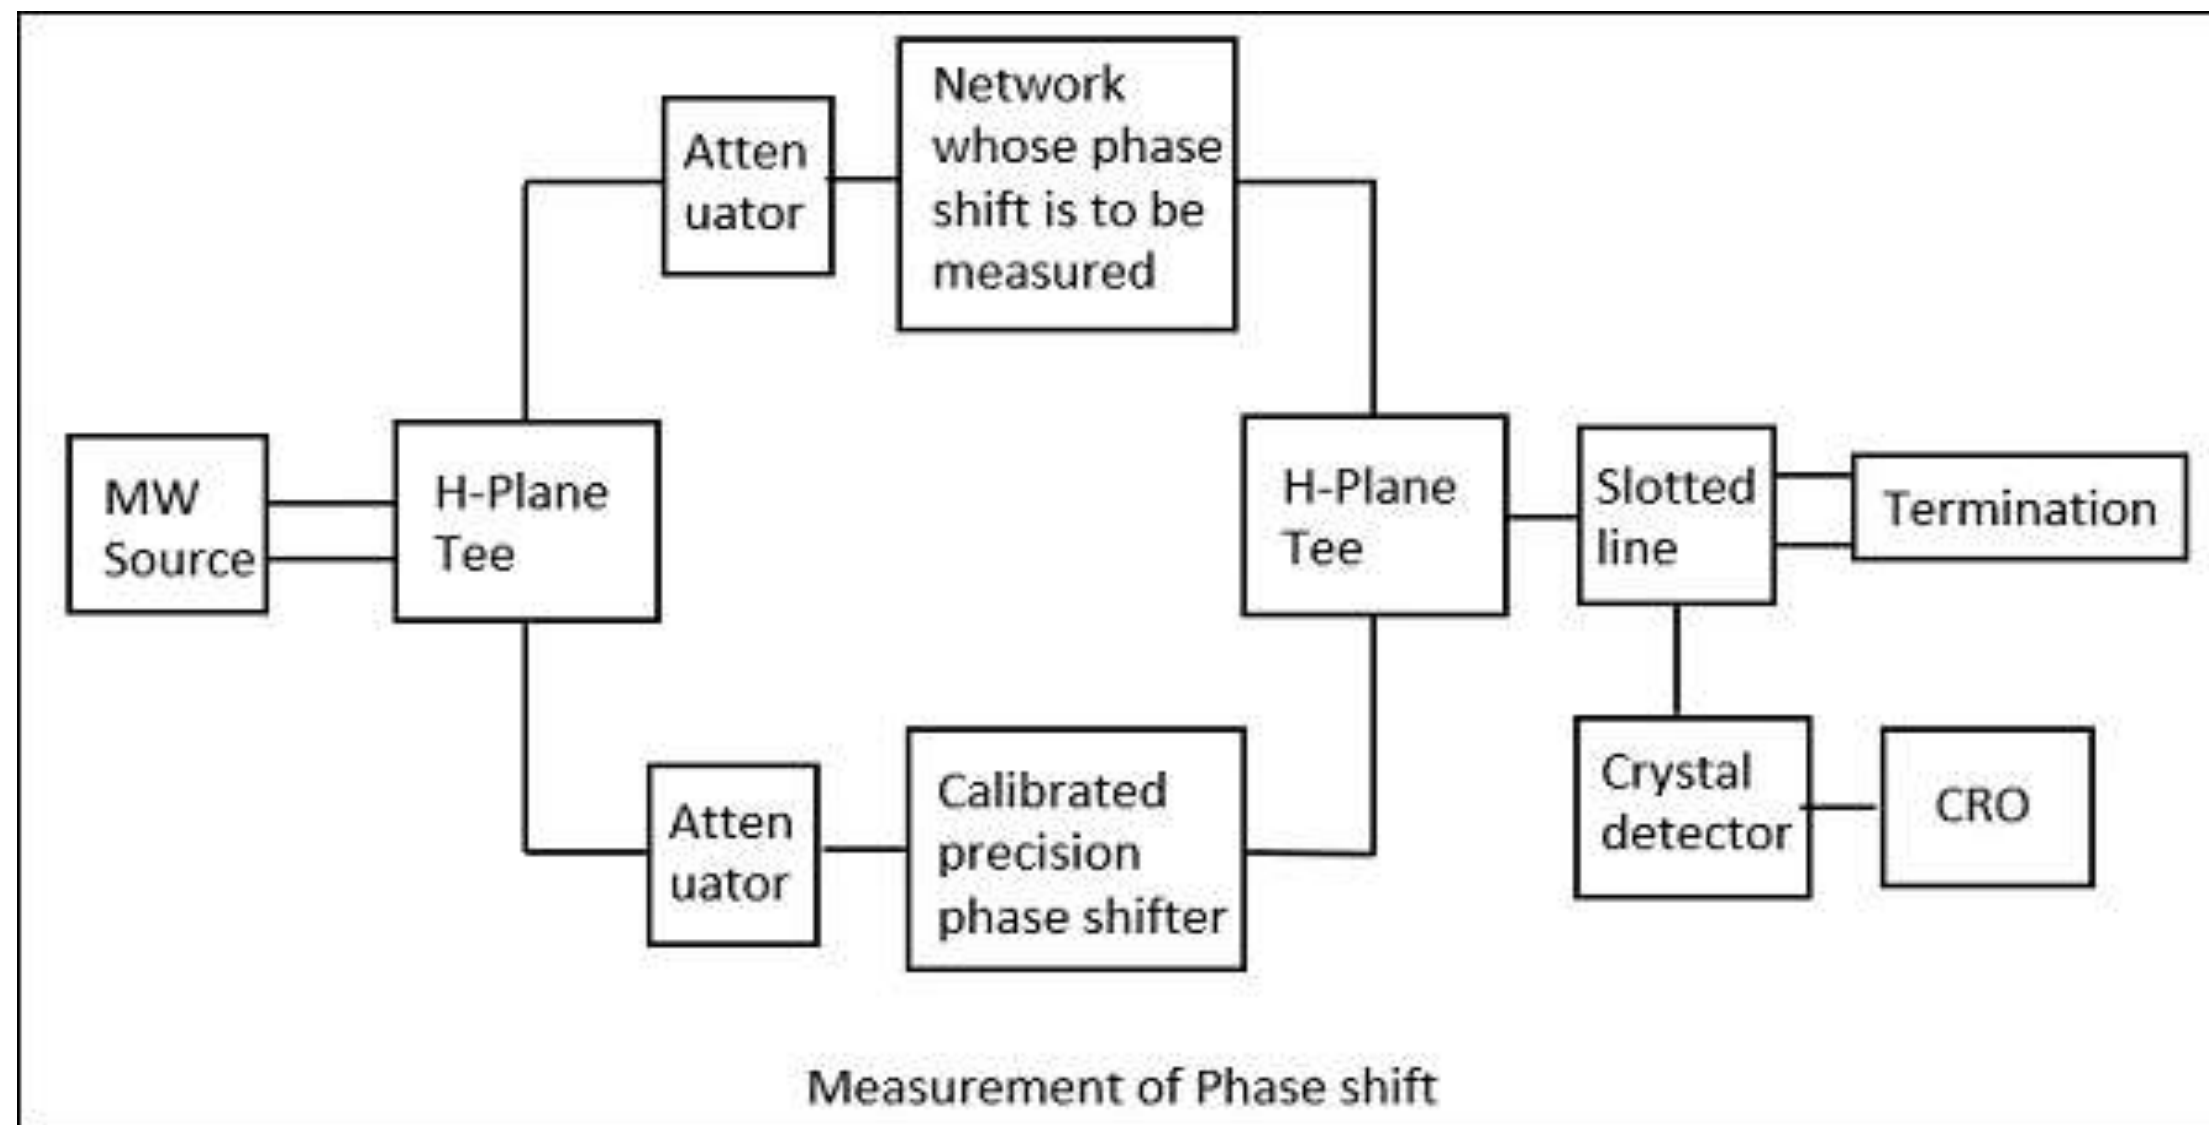 Network
whose phase
shift is to be
measured
Atten
uator
MW
Source
H-Plane
Tee
H-Plane
Tee
Slotted
line
Termination
Atten
uator
Calibrated
precision
phase shifter
Crystal
detector
CRO
Measurement of Phase shift